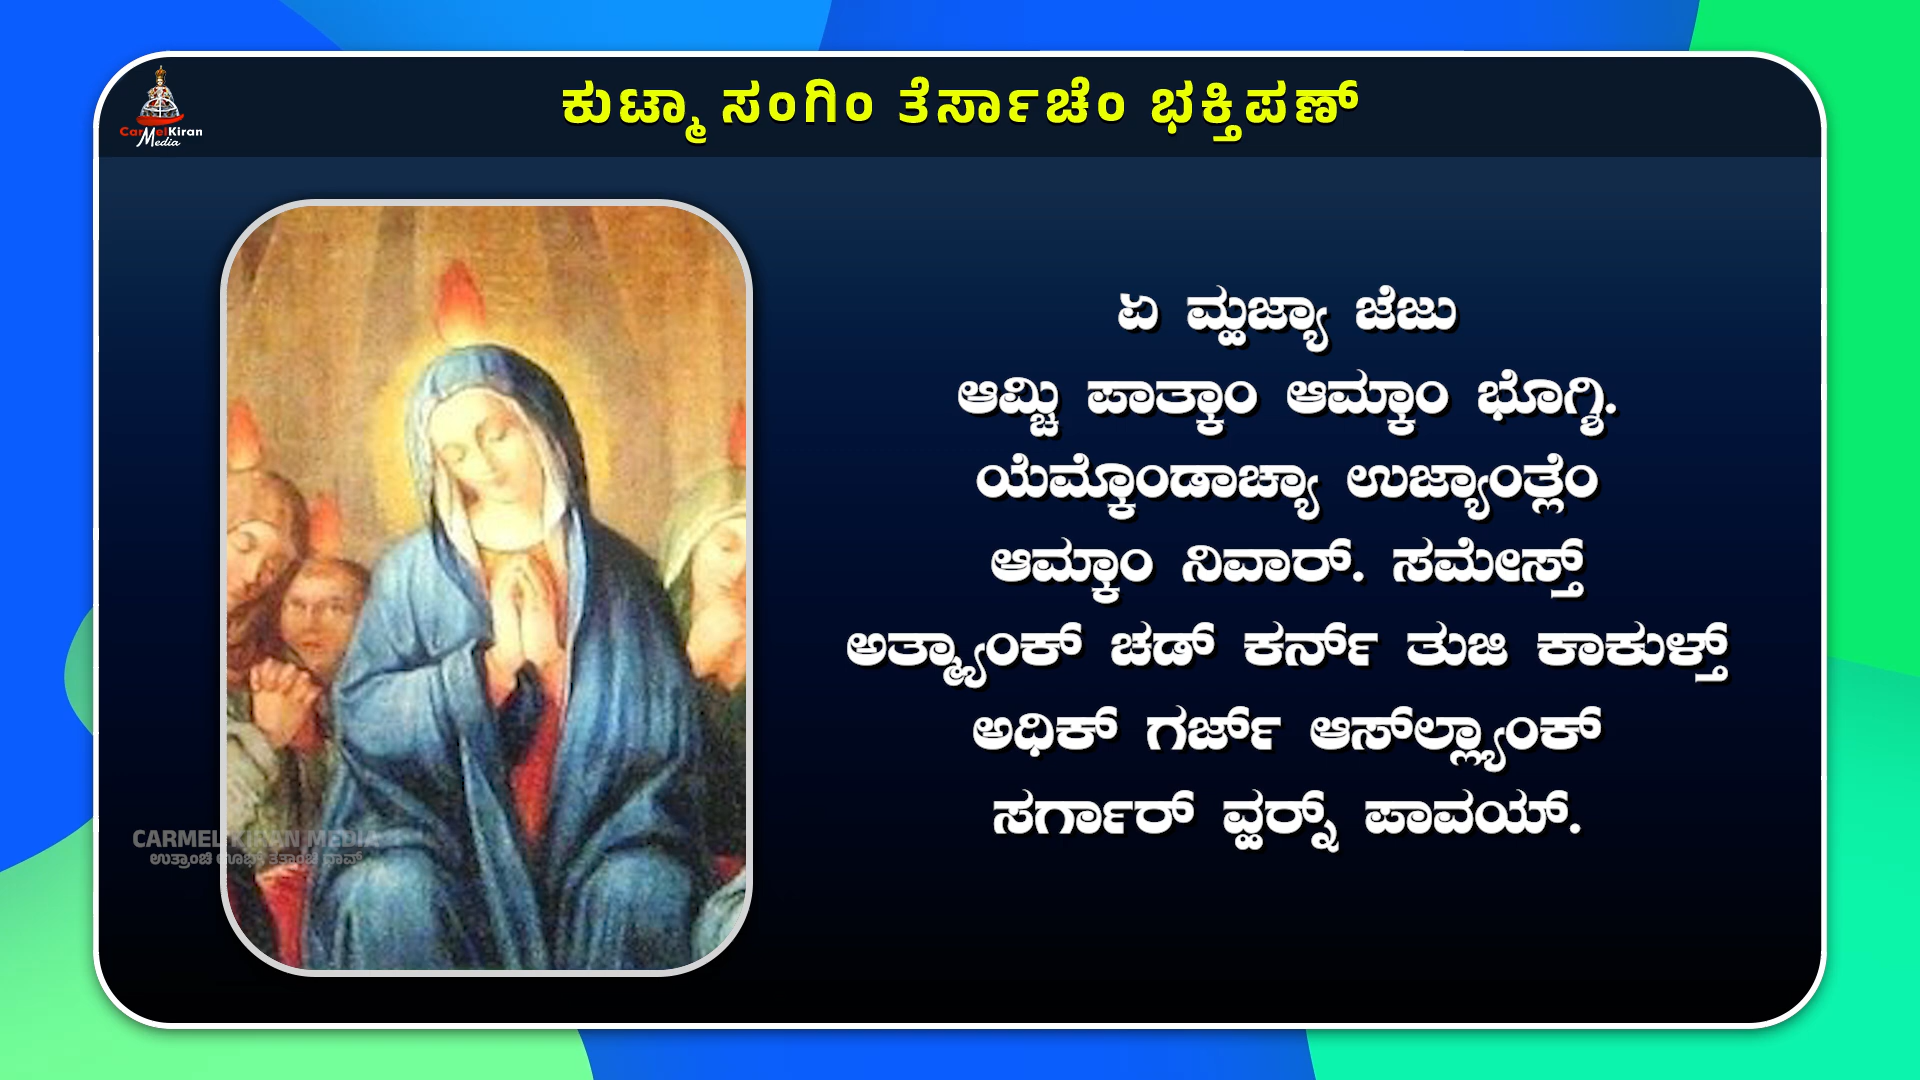 ಕುಟ್ಮಾ ಸಂಗಿಂ ತೆರ್ಸಾಚೆಂ ಭಕ್ತಿಪಣ್
CarMelKiran
Media
ಏ ಮ್ಹಜ್ಯಾ ಜೆಜು
ಆಮ್ಚಿ ಪಾತ್ಕಾಂ ಆಮ್ಕಾಂ ಭೊಗ್ಶಿ.
ಯೆಮ್ಕೊಂಡಾಚ್ಯಾ ಉಜ್ಯಾಂತ್ಲೆಂ
ಆಮ್ಕಾಂ ನಿವಾರ್. ಸಮೇಸ್ತ್
ಅತ್ಮ್ಯಾಂಕ್ ಚಡ್ ಕರ್ನ್ ತುಜಿ ಕಾಕುಳ್ತ್
ಅಧಿಕ್ ಗರ್ಜ್ ಆಸ್‌ಲ್ಲ್ಯಾಂಕ್
ಸರ್ಗಾರ್ ವ್ಹರ್‍ನ್ ಪಾವಯ್.
CARMEL KIRAN MEDIA